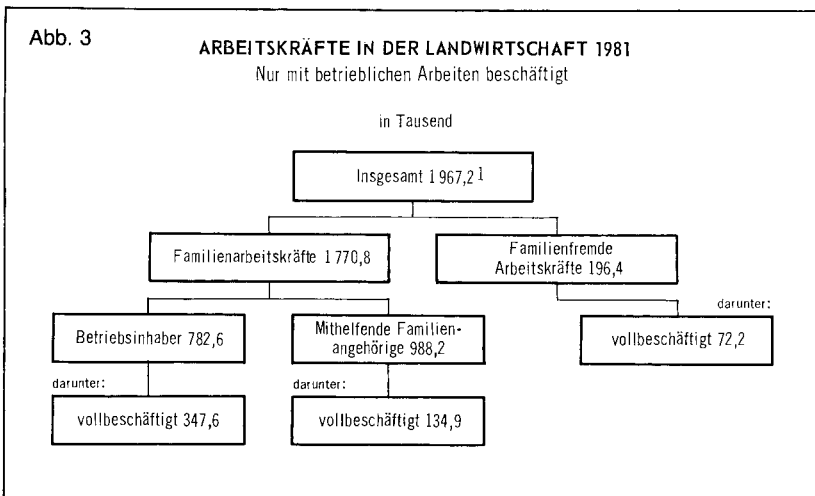 Abb. 3
ARBEITSKRÄFTE IN DER LANDWIRTSCHAFT 1981
Nur mit betrieblichen Arbeiten beschäftigt
in Tausend
Insgesamt 1 967,2 1
Familienarbeitskräfte 1 770,8
Familienfremde
Arbeitskräfte 196,4
darunter:
Betriebsinhaber 782,6
Mithelfende Familien-
angehörige 988,2
vollbeschäftigt 72,2
darunter:
darunter:
vollbeschäftigt 347,6
vollbeschäftigt 134,9